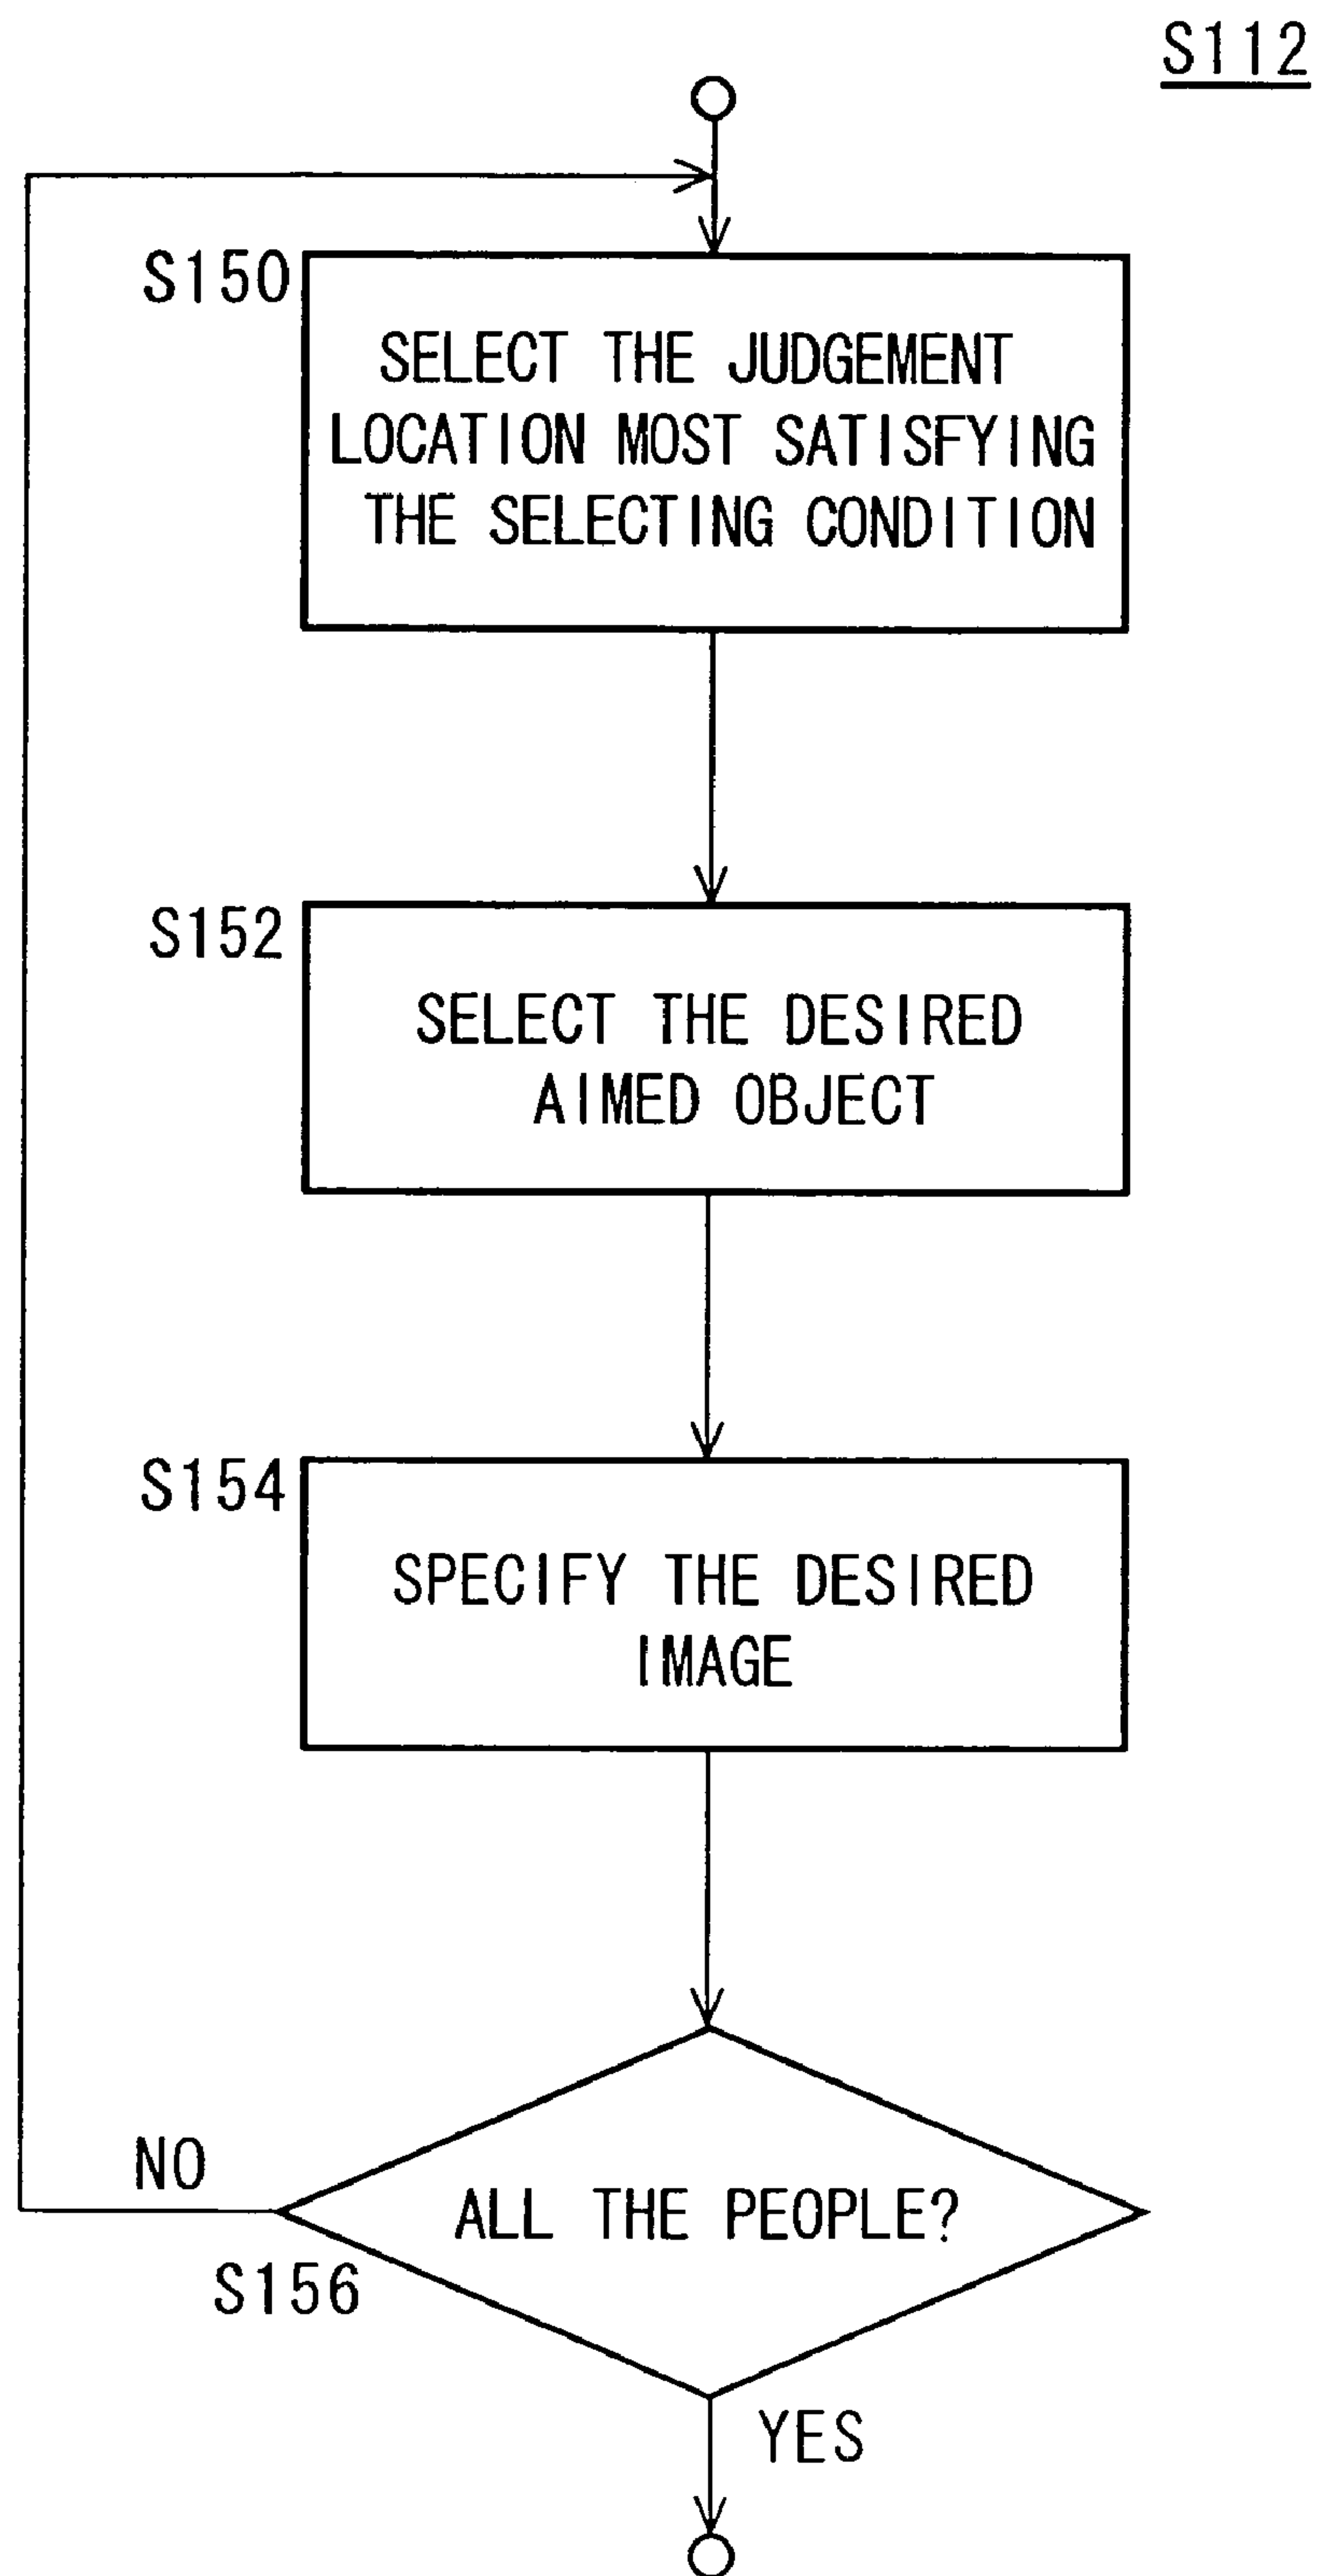 S112
S150
SELECT THE JUDGEMENT
LOCATION MOST SATISFYING
THE SELECTING CONDITION
S152
SELECT THE DESIRED
AIMED OBJECT
S154
SPECIFY THE DESIRED
IMAGE
NO
ALL THE PEOPLE?
S156
YES